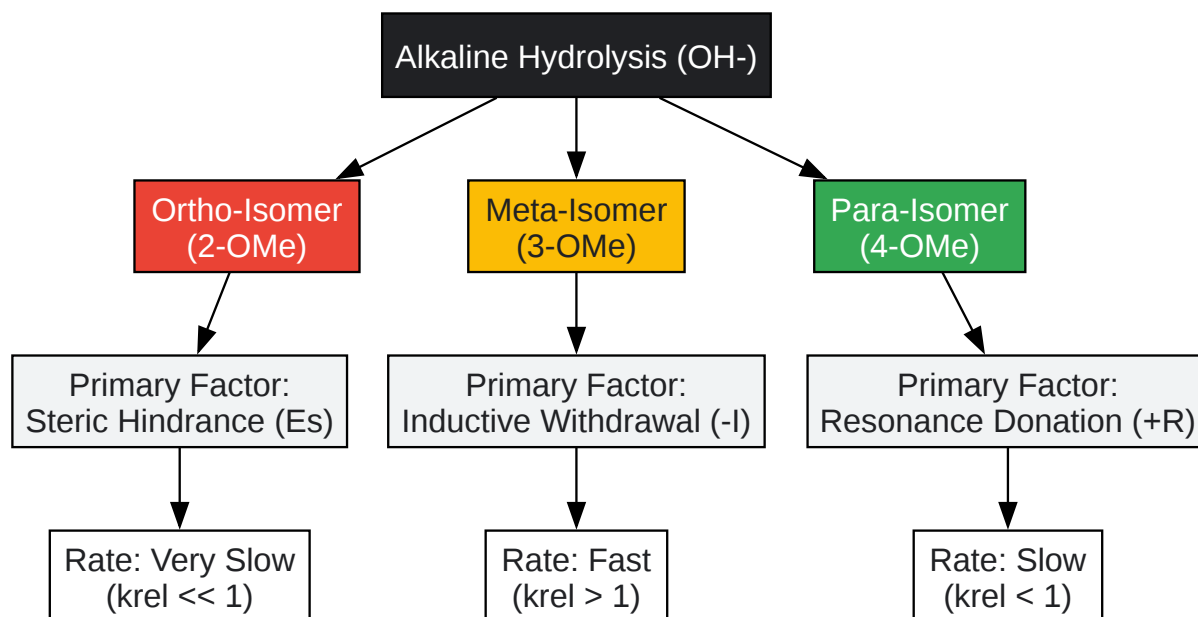 Alkaline Hydrolysis (OH-)
Ortho-Isomer
(2-OMe)
Meta-Isomer
(3-OMe)
Para-Isomer
(4-OMe)
Primary Factor:
Steric Hindrance (Es)
Primary Factor:
Inductive Withdrawal (-I)
Primary Factor:
Resonance Donation (+R)
Rate: Very Slow
(krel << 1)
Rate: Fast
(krel > 1)
Rate: Slow
(krel < 1)